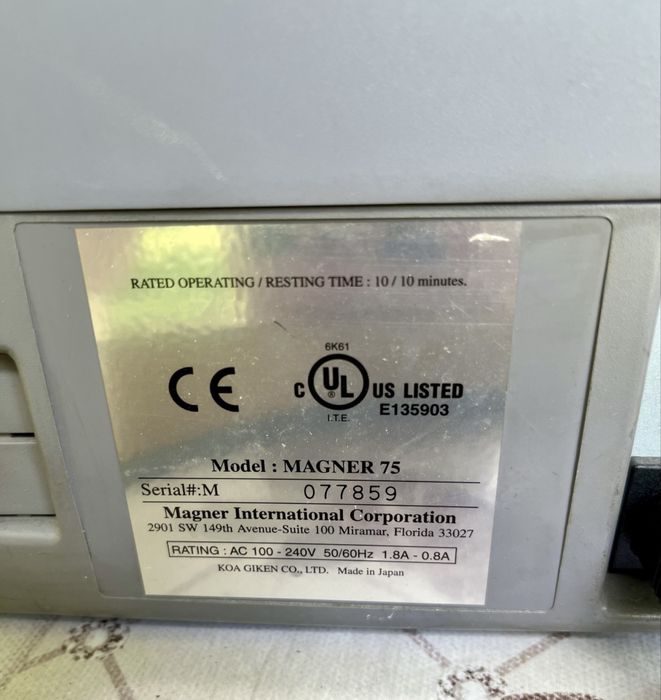 RATED OPERATING / RESTING TIME : 10 / 10 minutes.
CE
6K61
C UL ® US LISTED
I.T.E. E135903
Model : MAGNER 75
Serial#:M 077859
Magner International Corporation
2901 SW 149th Avenue-Suite 100 Miramar, Florida 33027
RATING : AC 100 - 240V 50/60Hz 1.8A - 0.8A
KOA GIKEN CO., LTD. Made in Japan